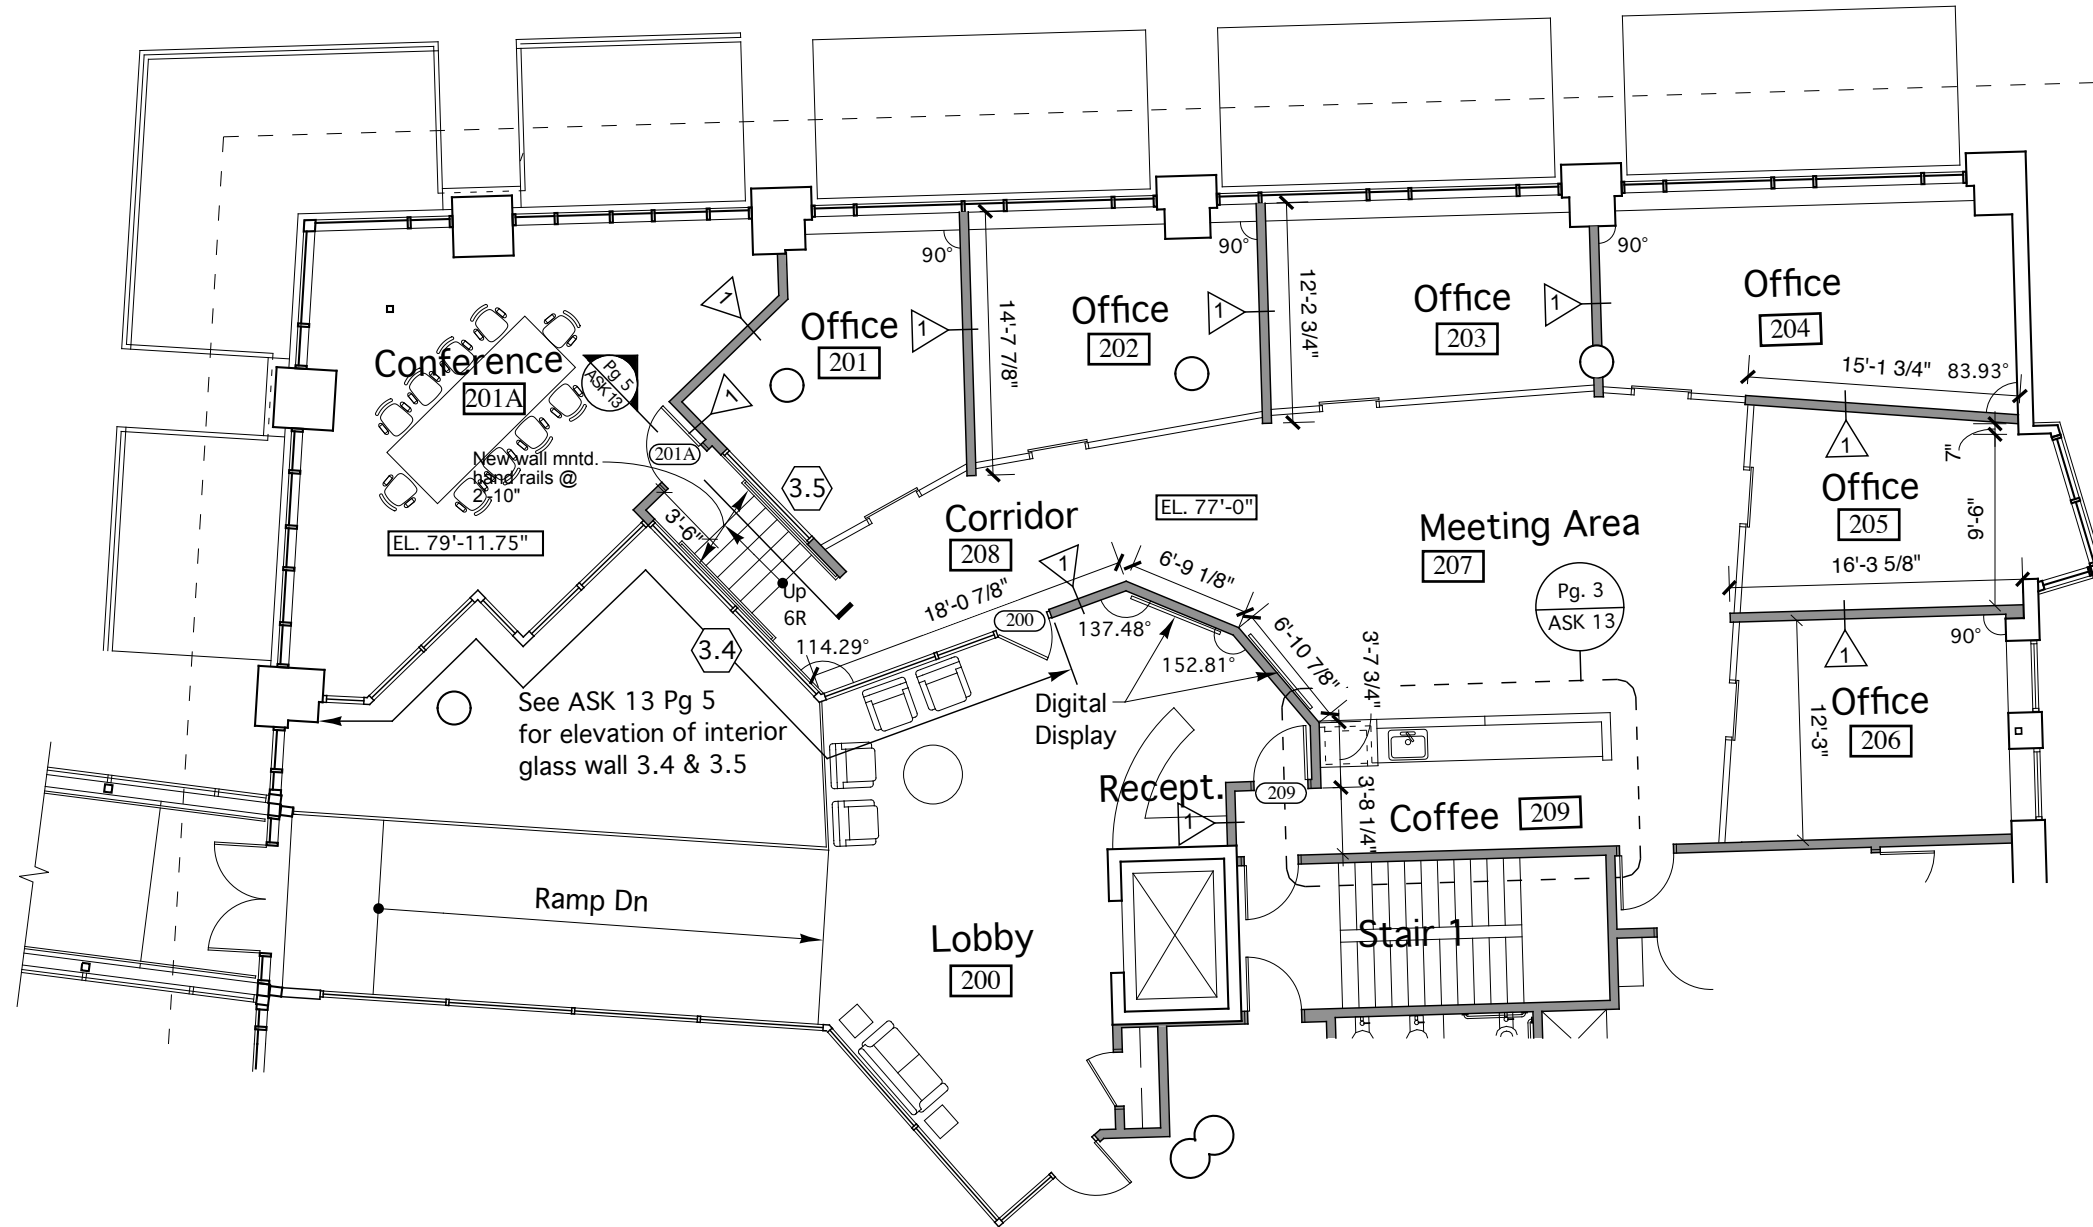 90°
90°
90°
Office
201
14'-7 7/8"
Office
202
12'-2 3/4"
Office
203
Office
204
15'-1 3/4"
83.93°
1
1
1
1
1
Conference
201A
Pg 5
ASK 13
201A
New wall mntd.
hand rails @
2'-10"
EL. 79'-11.75"
3'-6"
3.5
Up
6R
Corridor
208
EL. 77'-0"
Meeting Area
207
Pg. 3
ASK 13
1
7"
Office
205
9'-6"
16'-3 5/8"
1
90°
Office
206
12'-3"
1
18'-0 7/8"
6'-9 1/8"
6'-10 7/8"
3'-7 3/4"
200
114.29°
137.48°
152.81°
3.4
See ASK 13 Pg 5
for elevation of interior
glass wall 3.4 & 3.5
Digital
Display
Recept.
1
209
3'-8 1/4"
Coffee
209
Ramp Dn
Lobby
200
Stair 1